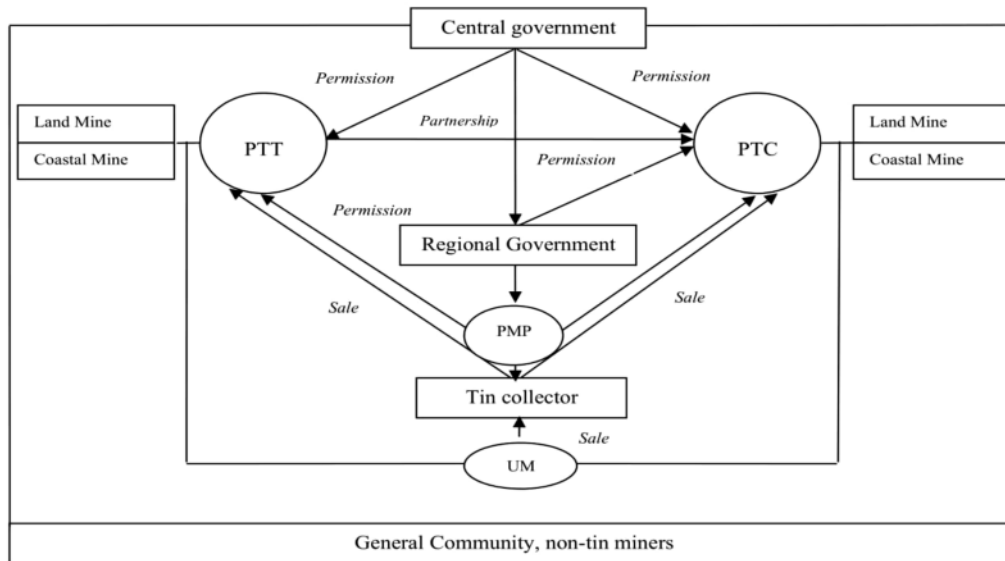 Central government
Permission
Permission
Land Mine
Coastal Mine
PTT
Partnership
PTC
Land Mine
Coastal Mine
Permission
Permission
Regional Government
Sale
Sale
PMP
Tin collector
Sale
UM
General Community, non-tin miners